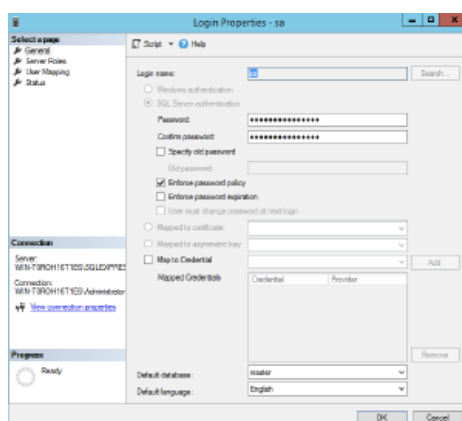 Login Properties - sa
Select a page
General
Server Roles
User Mapping
Status
Script
Help
Login name:
sa
Search...
Windows authentication
SQL Server authentication
Password:
Confirm password:
Specify old password
Old password:
Enforce password policy
Enforce password expiration
User must change password at next login
Mapped to certificate:
Mapped to asymmetric key:
Map to Credential
Add
Mapped Credentials
Credential Provider
Remove
Default database:
master
Default language:
English
Connection
Server:
Connection:
View connection properties
Progress
Ready
OK
Cancel